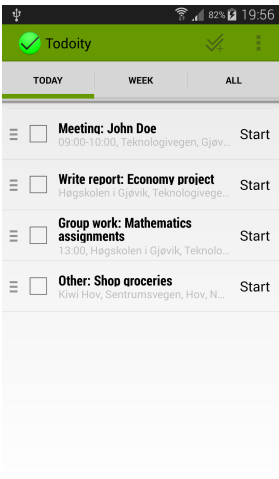 82% 19:56
Todoity
TODAY WEEK ALL
Meeting: John Doe
09:00-10:00, Teknologivegen, Gjøv...
Start
Write report: Economy project
Høgskolen i Gjøvik, Teknologivege...
Start
Group work: Mathematics
assignments
13:00, Høgskolen i Gjøvik, Teknolo...
Start
Other: Shop groceries
Kiwi Hov, Sentrumsvegen, Hov, N...
Start